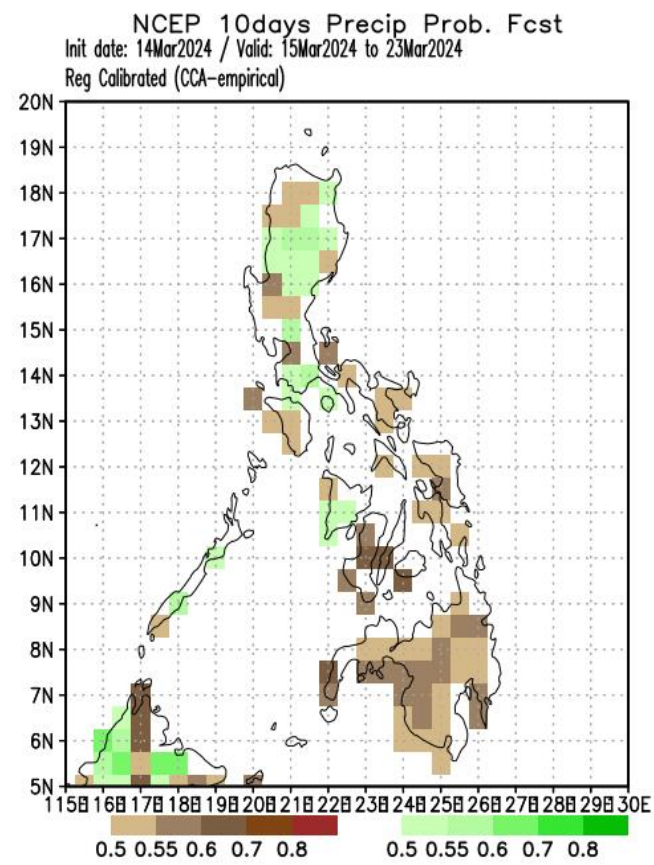 NCEP 10days Precip Prob. Fcst
Init date: 14Mar2024 / Valid: 15Mar2024 to 23Mar2024
Reg Calibrated (CCA-empirical)
20N
19N
18N
17N
16N
15N
14N
13N
12N
11N
10N
9N
8N
7N
6N
5N
115E 116E 117E 118E 119E 120E 121E 122E 123E 124E 125E 126E 127E 128E 129E 130E
0.5 0.55 0.6 0.7 0.8 0.5 0.55 0.6 0.7 0.8